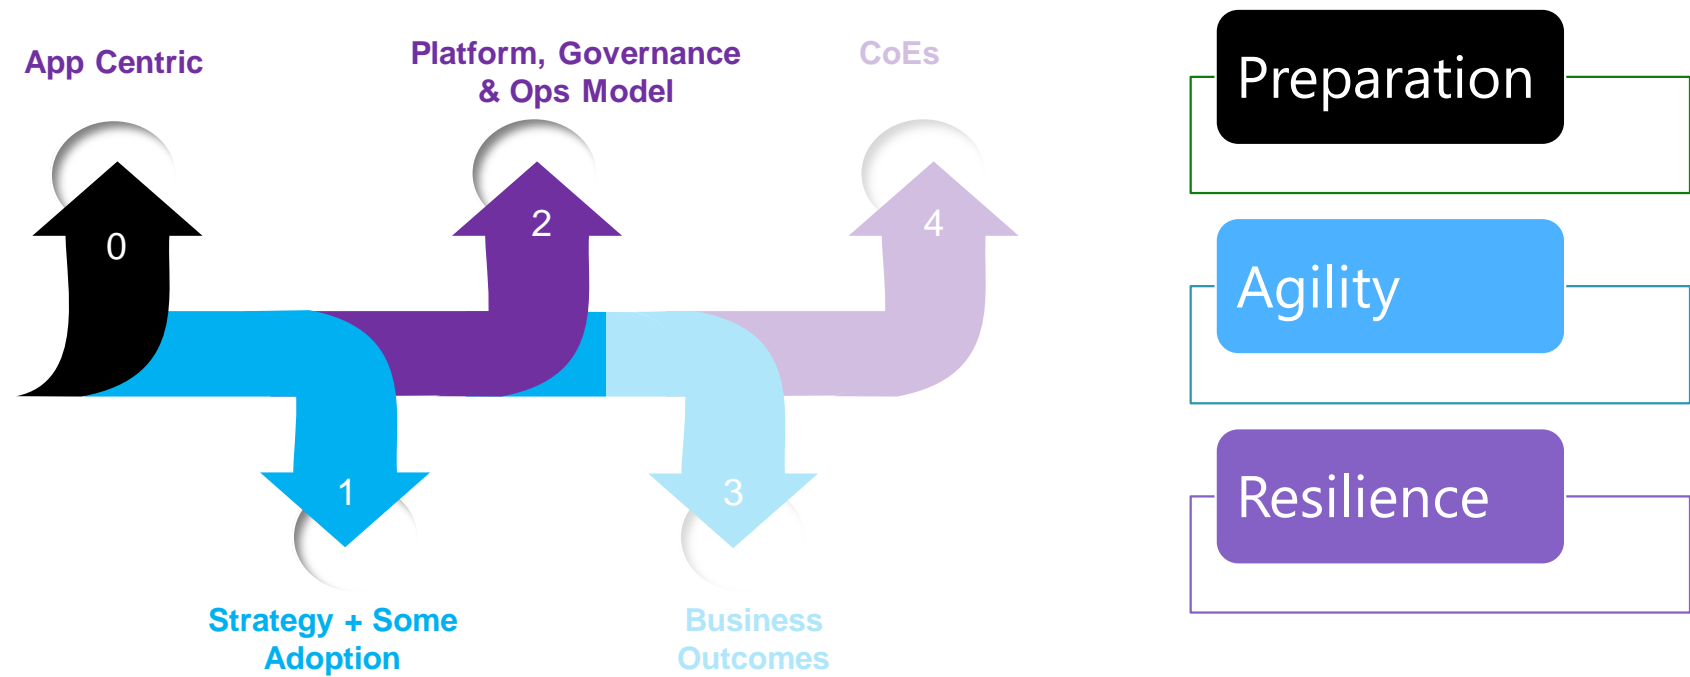 App Centric
Platform, Governance
& Ops Model
CoEs
0
2
4
1
3
Strategy + Some
Adoption
Business
Outcomes
Preparation
Agility
Resilience